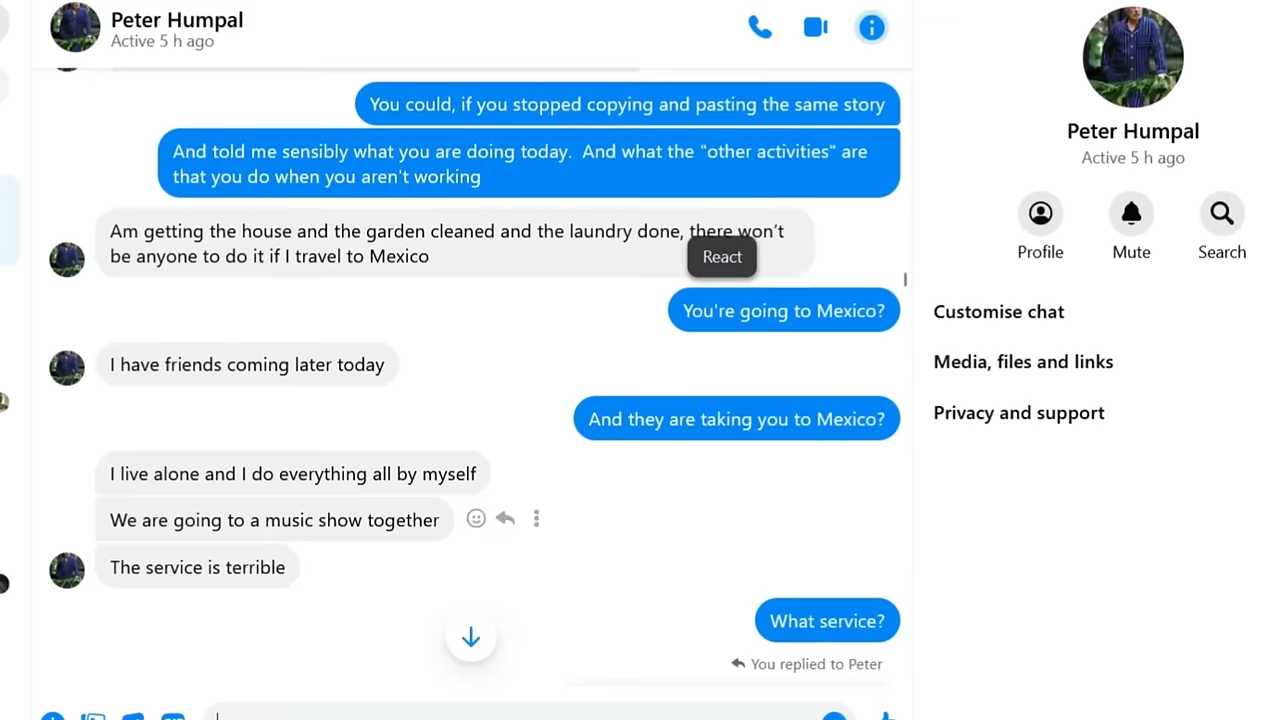 Peter Humpal
Active 5 h ago
You could, if you stopped copying and pasting the same story
And told me sensibly what you are doing today.  And what the "other activities" are
that you do when you aren't working
Am getting the house and the garden cleaned and the laundry done, there won't
be anyone to do it if I travel to Mexico
React
You're going to Mexico?
I have friends coming later today
And they are taking you to Mexico?
I live alone and I do everything all by myself
We are going to a music show together
The service is terrible
What service?
You replied to Peter
Peter Humpal
Active 5 h ago
Profile
Mute
Search
Customise chat
Media, files and links
Privacy and support